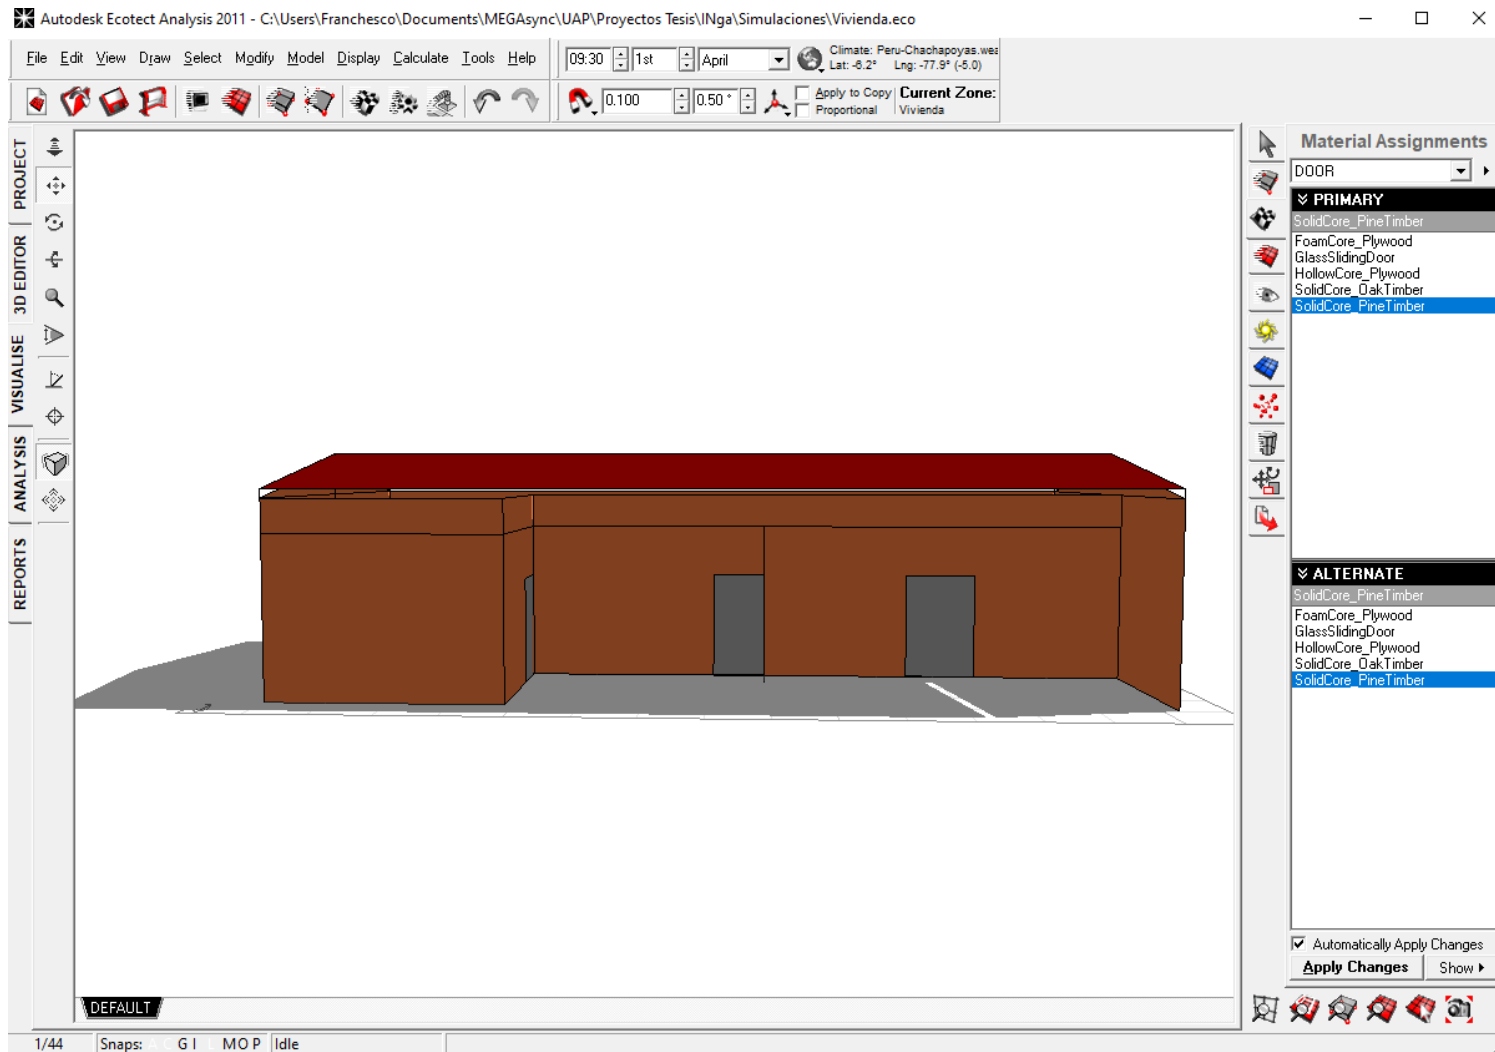 Autodesk Ecotect Analysis 2011 - C:\Users\Franchesco\Documents\MEGAsync\UAP\Proyectos Tesis\INga\Simulaciones\Vivienda.eco
File Edit View Draw Select Modify Model Display Calculate Tools Help
09:30 1st April
Climate: Peru-Chachapoyas.wea
Lat: -6.2° Lng: -77.9° (-5.0)
0.100 0.50 °
Apply to Copy
Proportional
Current Zone:
Vivienda
PROJECT
3D EDITOR
VISUALISE
ANALYSIS
REPORTS
Material Assignments
DOOR
PRIMARY
SolidCore_PineTimber
FoamCore_Plywood
GlassSlidingDoor
HollowCore_Plywood
SolidCore_OakTimber
SolidCore_PineTimber
ALTERNATE
SolidCore_PineTimber
FoamCore_Plywood
GlassSlidingDoor
HollowCore_Plywood
SolidCore_OakTimber
SolidCore_PineTimber
Automatically Apply Changes
Apply Changes Show
DEFAULT
1/44 Snaps: A C G I L M O P Idle